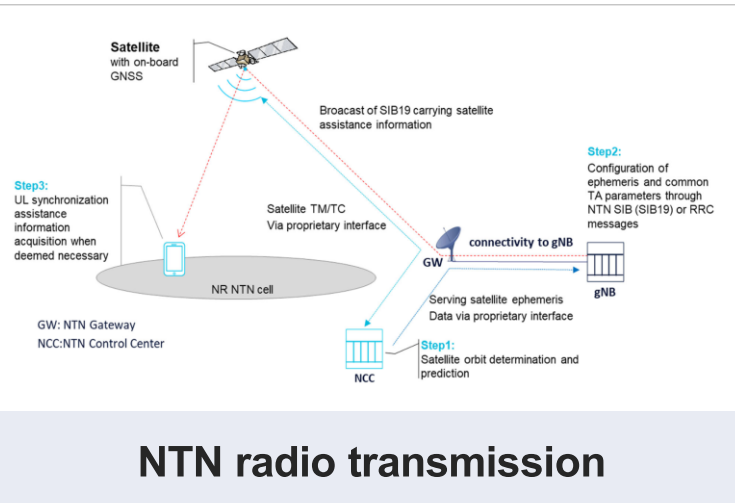 Satellite
with on-board
GNSS
Broacast of SIB19 carrying satellite
assistance information
Step2:
Configuration of
ephemeris and common
TA parameters through
NTN SIB (SIB19) or RRC
messages
Step3:
UL synchronization
assistance
information
acquisition when
deemed necessary
Satellite TM/TC
Via proprietary interface
connectivity to gNB
GW
gNB
NR NTN cell
Serving satellite ephemeris
Data via proprietary interface
GW: NTN Gateway
NCC:NTN Control Center
Step1:
Satellite orbit determination and
prediction
NCC
NTN radio transmission